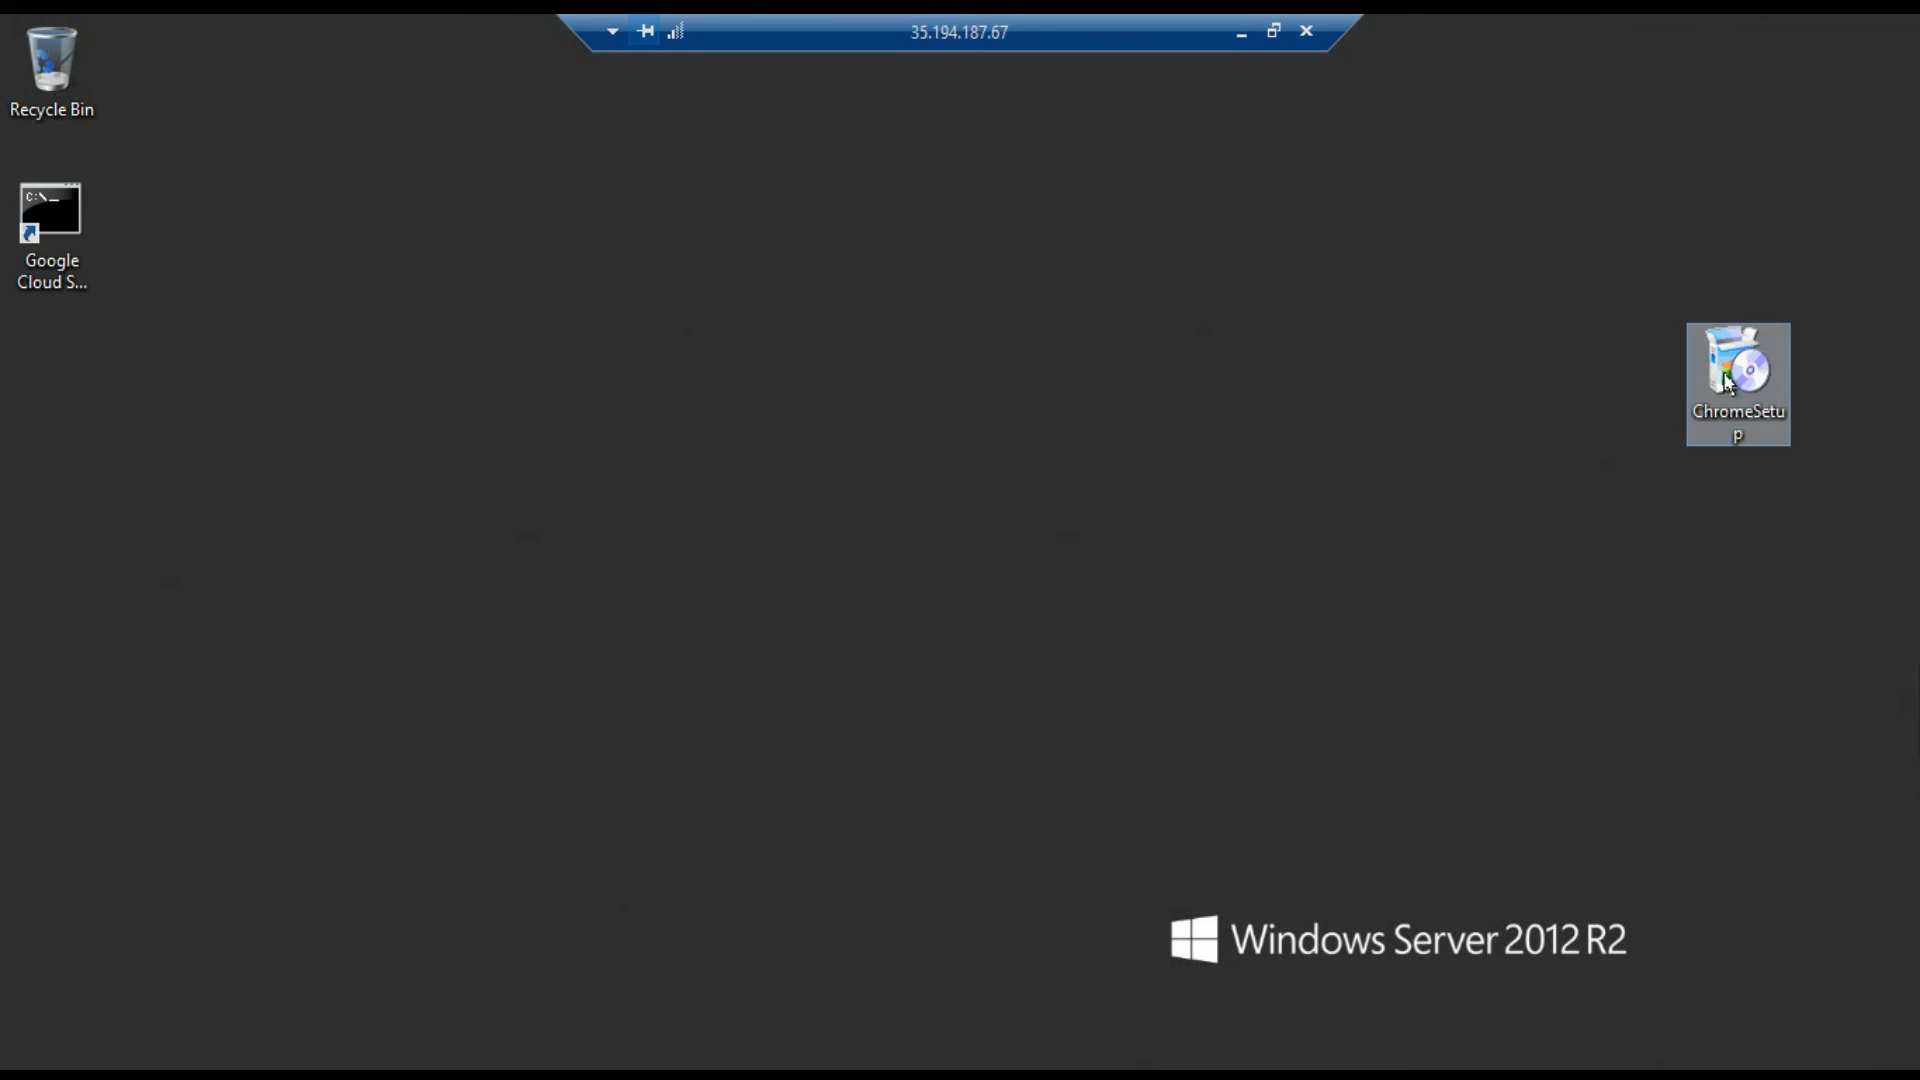 35.194.187.67
Recycle Bin
C:\_
Google
Cloud S...
ChromeSetu
p
Windows Server 2012 R2